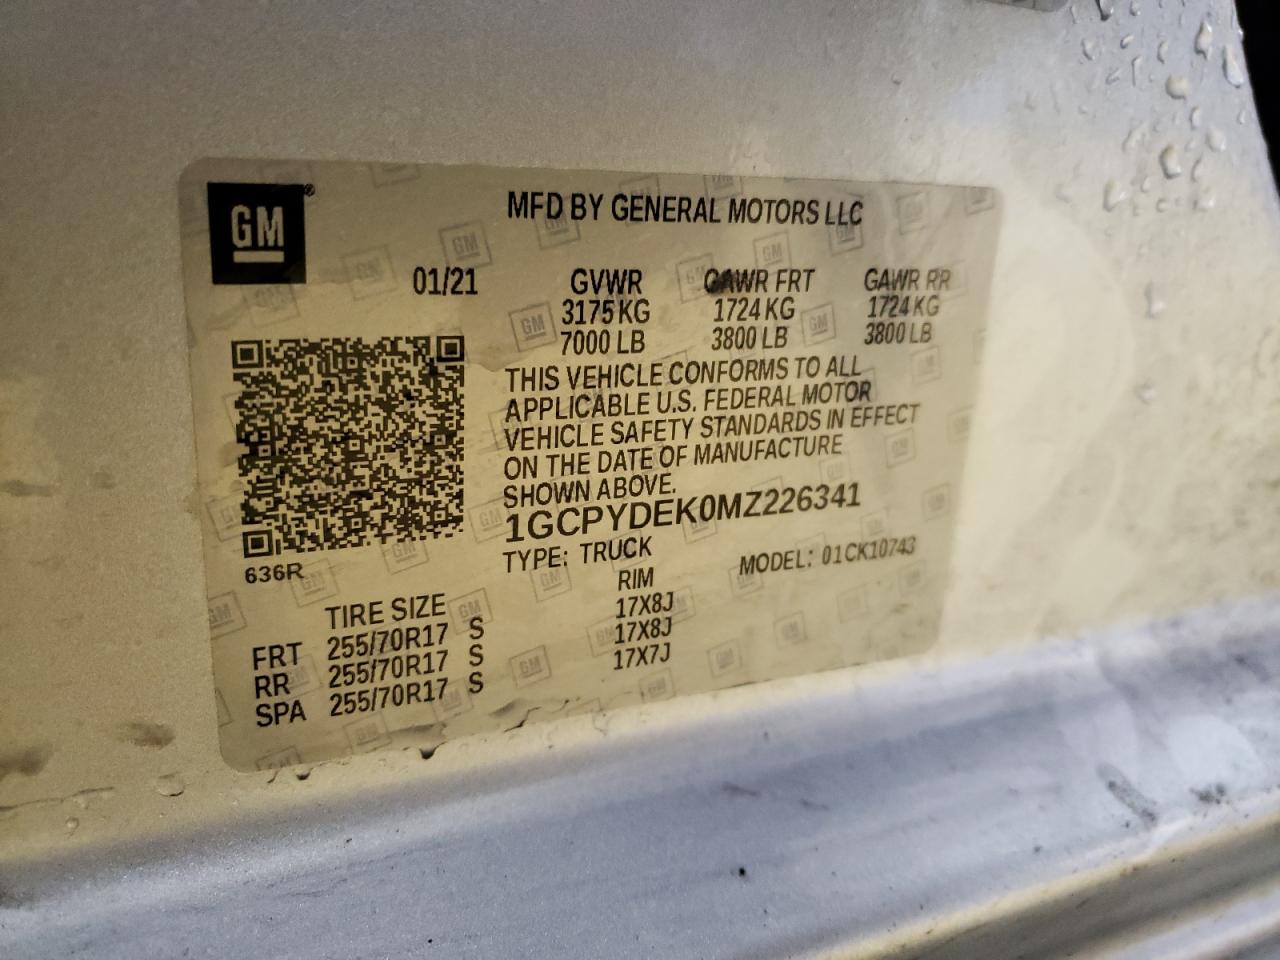 GM®
MFD BY GENERAL MOTORS LLC
01/21 GVWR GAWR FRT GAWR RR
3175 KG 1724 KG 1724 KG
7000 LB 3800 LB 3800 LB
THIS VEHICLE CONFORMS TO ALL
APPLICABLE U.S. FEDERAL MOTOR
VEHICLE SAFETY STANDARDS IN EFFECT
ON THE DATE OF MANUFACTURE
SHOWN ABOVE.
1GCPYDEK0MZ226341
TYPE: TRUCK MODEL: 01CK10743
636R
TIRE SIZE RIM
FRT 255/70R17 S 17X8J
RR 255/70R17 S 17X8J
SPA 255/70R17 S 17X7J